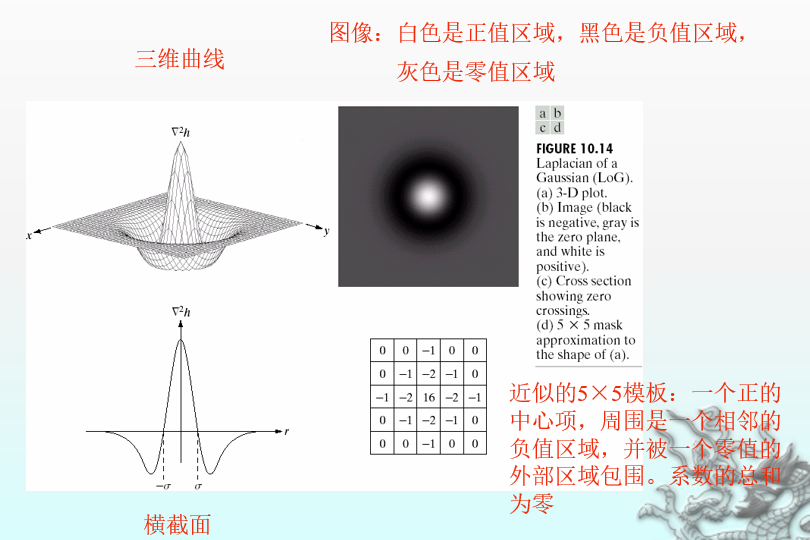 三维曲线
图像：白色是正值区域，黑色是负值区域，
灰色是零值区域
∇²h
x
y
a b
c d
FIGURE 10.14
Laplacian of a
Gaussian (LoG).
(a) 3-D plot.
(b) Image (black
is negative, gray is
the zero plane,
and white is
positive).
(c) Cross section
showing zero
crossings.
(d) 5 × 5 mask
approximation to
the shape of (a).
∇²h
r
−σ σ
0 0 −1 0 0
0 −1 −2 −1 0
−1 −2 16 −2 −1
0 −1 −2 −1 0
0 0 −1 0 0
近似的5×5模板：一个正的
中心项，周围是一个相邻的
负值区域，并被一个零值的
外部区域包围。系数的总和
为零
横截面